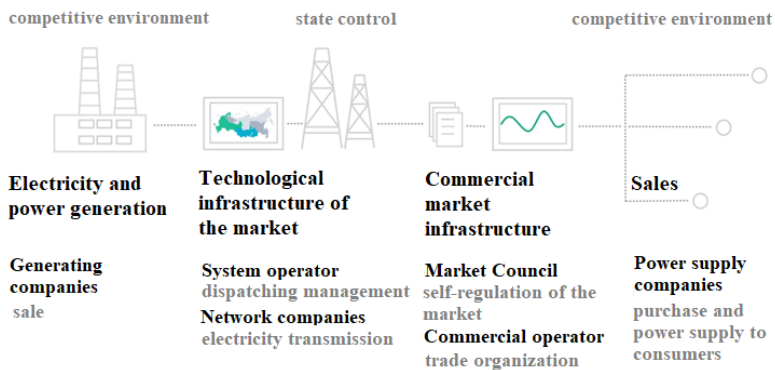 competitive environment
state control
competitive environment
Electricity and
power generation
Technological
infrastructure of
the market
Commercial
market
infrastructure
Sales
Generating
companies
sale
System operator
dispatching management
Network companies
electricity transmission
Market Council
self-regulation of the
market
Commercial operator
trade organization
Power supply
companies
purchase and
power supply to
consumers